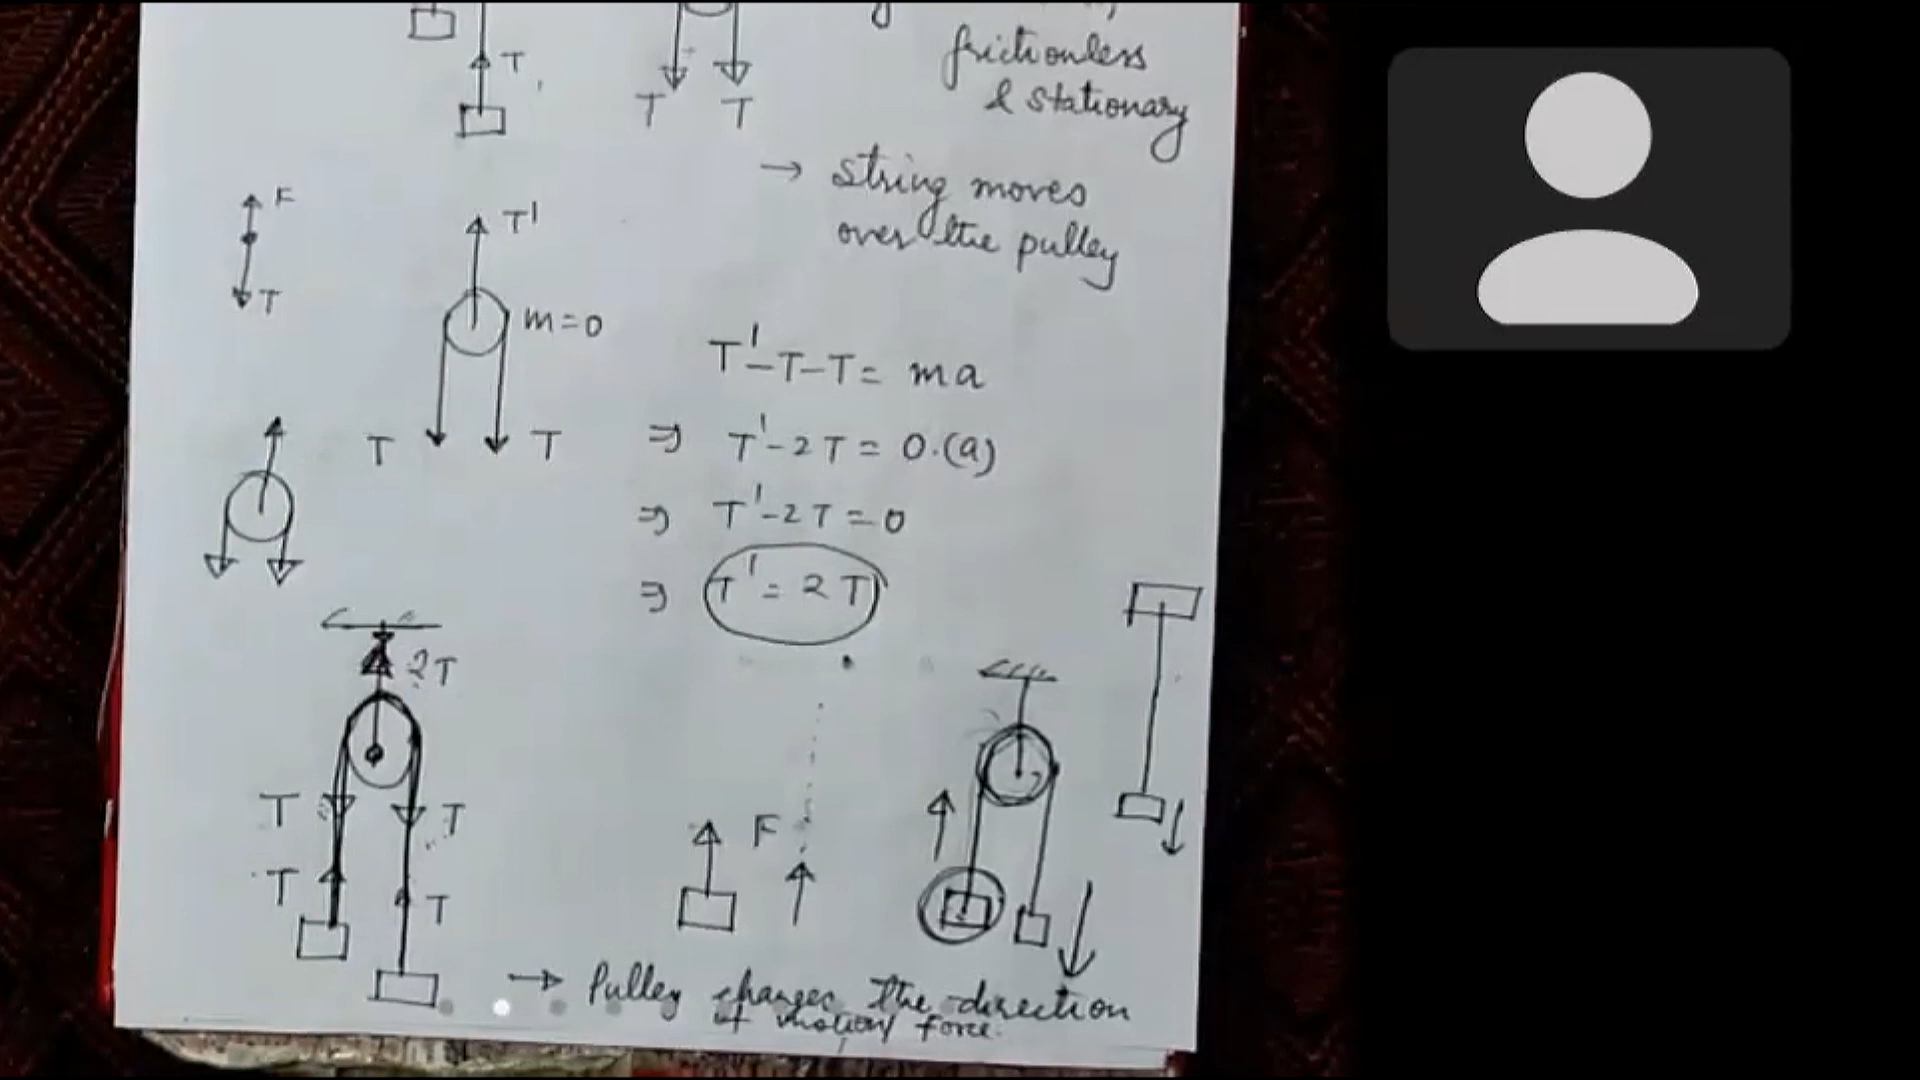 frictionless
& stationary
T
T T
→ string moves
over the pulley
F
T
T'
m=0
T T
T'-T-T= ma
⇒ T'-2T= 0.(a)
⇒ T'-2T=0
⇒ T'=2T
2T
T T
T T
F
→ Pulley changes the direction
of motion/force.